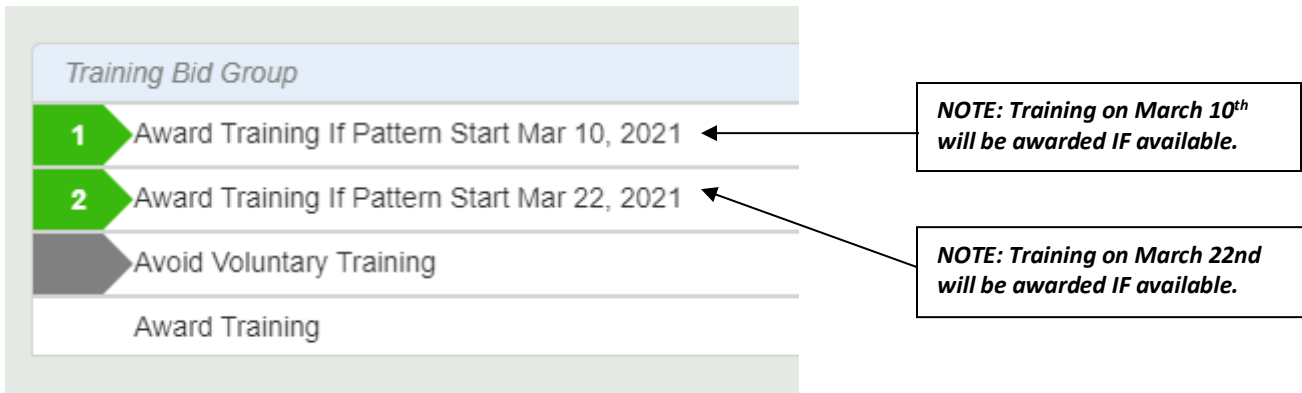 Training Bid Group
1 Award Training If Pattern Start Mar 10, 2021
NOTE: Training on March 10th
will be awarded IF available.
2 Award Training If Pattern Start Mar 22, 2021
Avoid Voluntary Training
NOTE: Training on March 22nd
will be awarded IF available.
Award Training